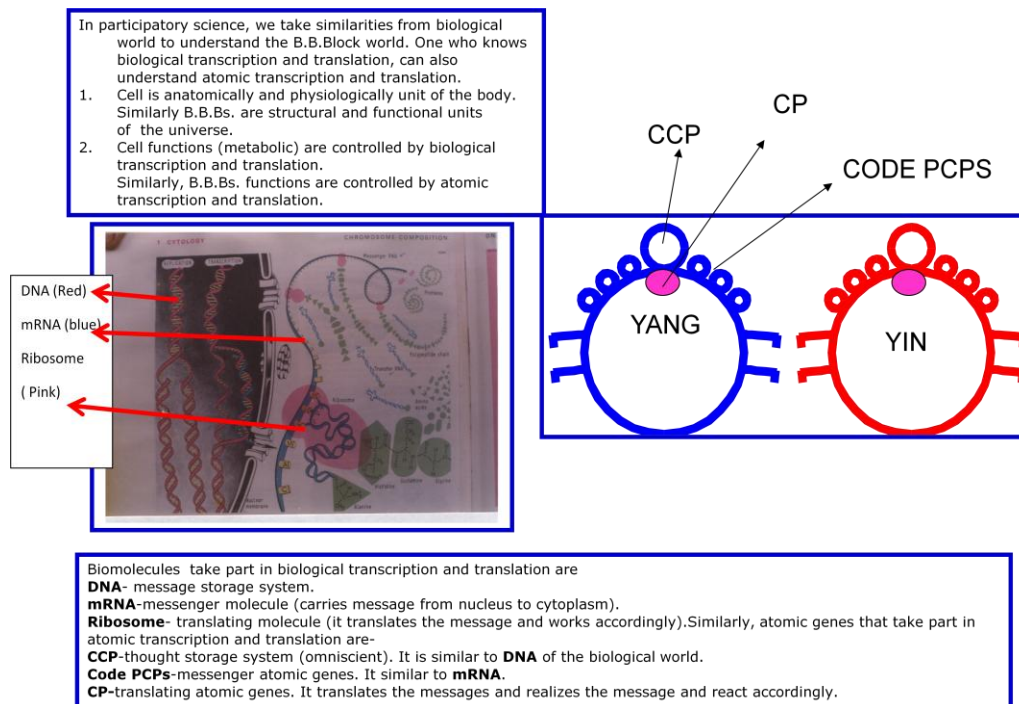 In participatory science, we take similarities from biological
world to understand the B.B.Block world. One who knows
biological transcription and translation, can also
understand atomic transcription and translation.
1. Cell is anatomically and physiologically unit of the body.
Similarly B.B.Bs. are structural and functional units
of the universe.
2. Cell functions (metabolic) are controlled by biological
transcription and translation.
Similarly, B.B.Bs. functions are controlled by atomic
transcription and translation.
CP
CCP
CODE PCPS
YANG
YIN
DNA (Red)
mRNA (blue)
Ribosome
( Pink)
CYTOLOGY
CHROMOSOME COMPOSITION
Ribosome
Nuclear
membrane
Biomolecules take part in biological transcription and translation are
DNA- message storage system.
mRNA-messenger molecule (carries message from nucleus to cytoplasm).
Ribosome- translating molecule (it translates the message and works accordingly).Similarly, atomic genes that take part in
atomic transcription and translation are-
CCP-thought storage system (omniscient). It is similar to DNA of the biological world.
Code PCPs-messenger atomic genes. It similar to mRNA.
CP-translating atomic genes. It translates the messages and realizes the message and react accordingly.